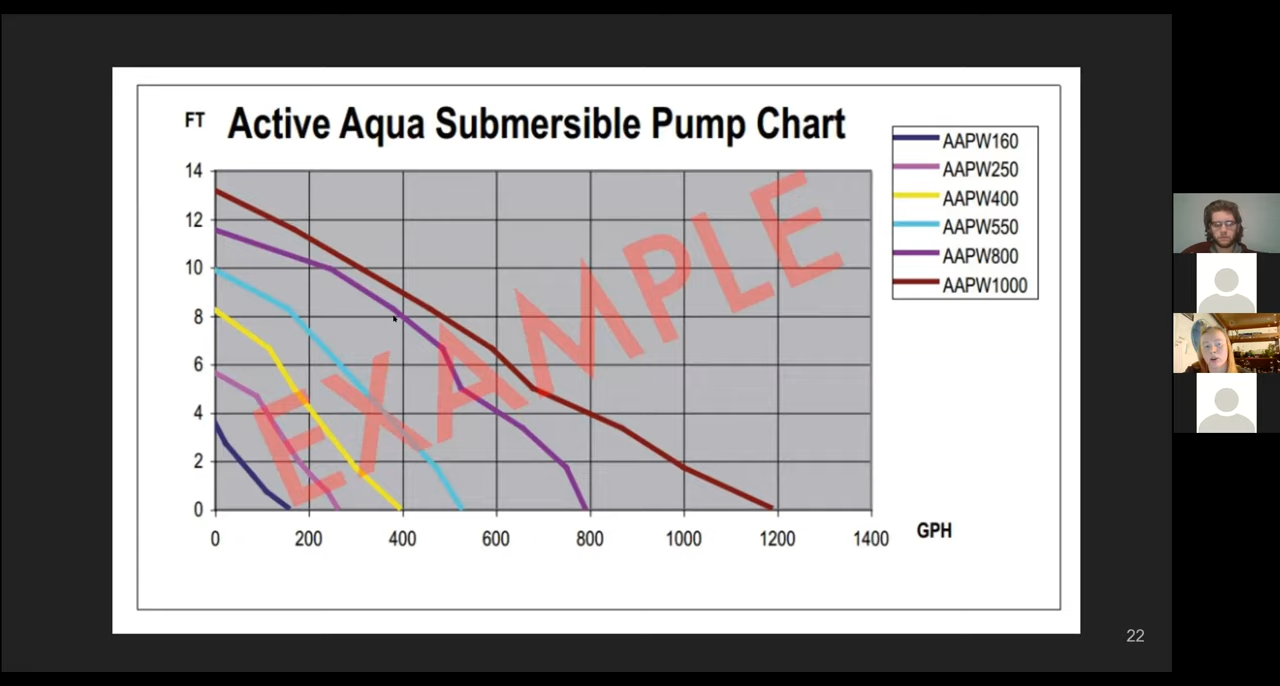 FT Active Aqua Submersible Pump Chart
AAPW160
AAPW250
AAPW400
AAPW550
AAPW800
AAPW1000
14
12
10
8
6
4
2
0
EXAMPLE
0 200 400 600 800 1000 1200 1400
GPH
22